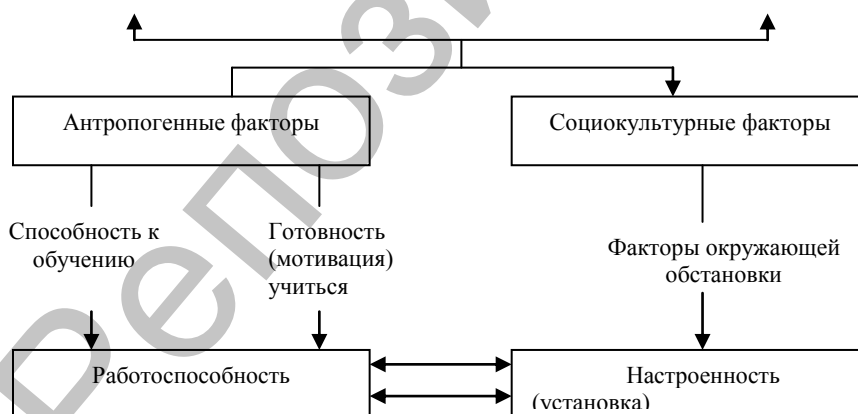 Антропогенные факторы
Социокультурные факторы
Способность к
обучению
Готовность
(мотивация)
учиться
Факторы окружающей
обстановки
Работоспособность
Настроенность
(установка)